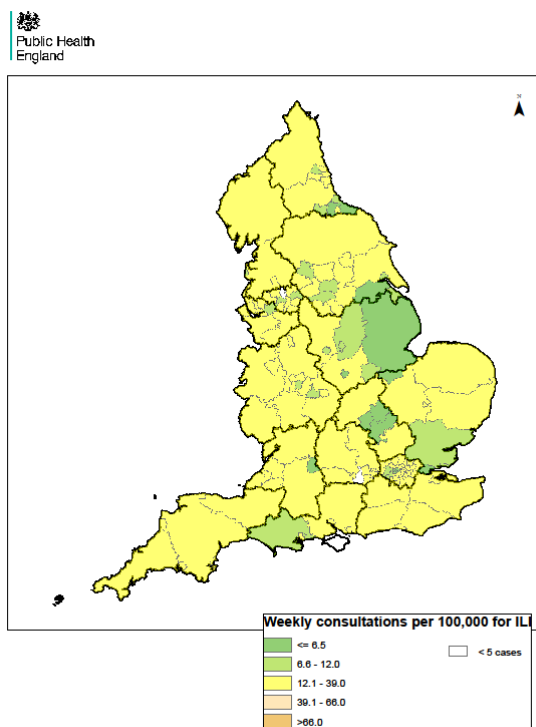 Public Health
England
N
Weekly consultations per 100,000 for ILI
<= 6.5
< 5 cases
6.6 - 12.0
12.1 - 39.0
39.1 - 66.0
>66.0